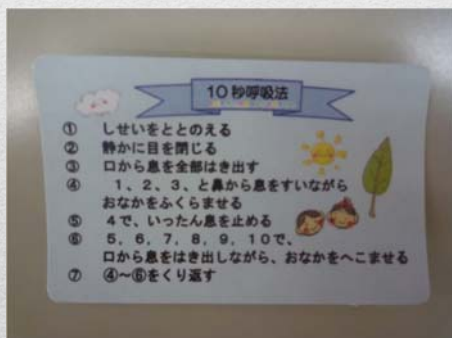 10秒呼吸法
① しせいをととのえる
② 静かに目を閉じる
③ 口から息を全部はき出す
④ 1、2、3、と鼻から息をすいながら
おなかをふくらませる
⑤ 4で、いったん息を止める
⑥ 5，6，7，8，9，10で、
口から息をはき出しながら、おなかをへこませる
⑦ ④～⑥をくり返す